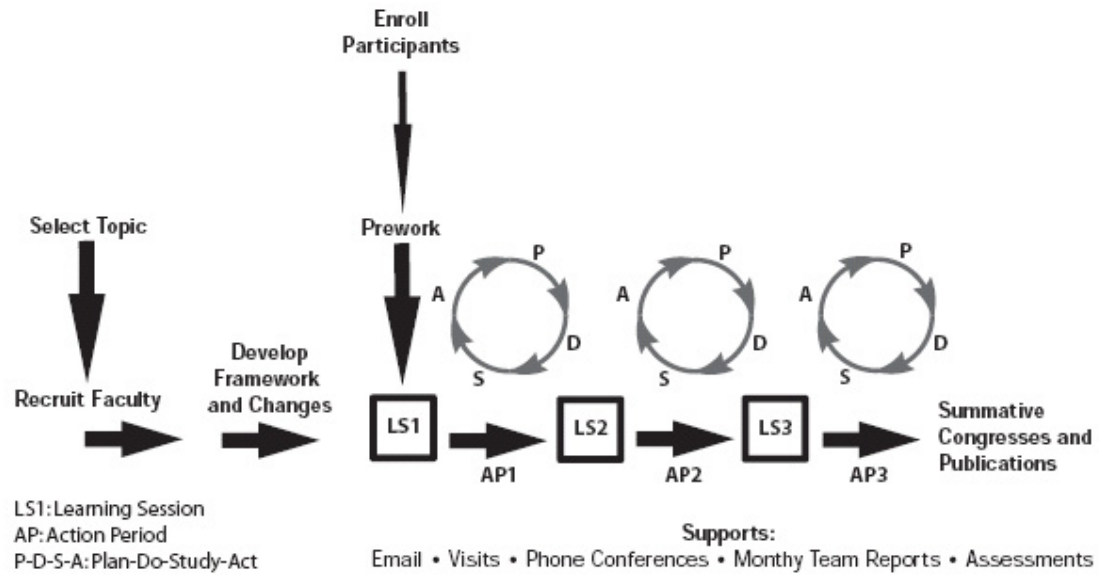 Enroll
Participants
Select Topic
Prework
P
A
D
S
P
A
D
S
P
A
D
S
Recruit Faculty
Develop
Framework
and Changes
LS1
AP1
LS2
AP2
LS3
AP3
Summative
Congresses and
Publications
LS1: Learning Session
AP: Action Period
P-D-S-A: Plan-Do-Study-Act
Supports:
Email • Visits • Phone Conferences • Monthy Team Reports • Assessments